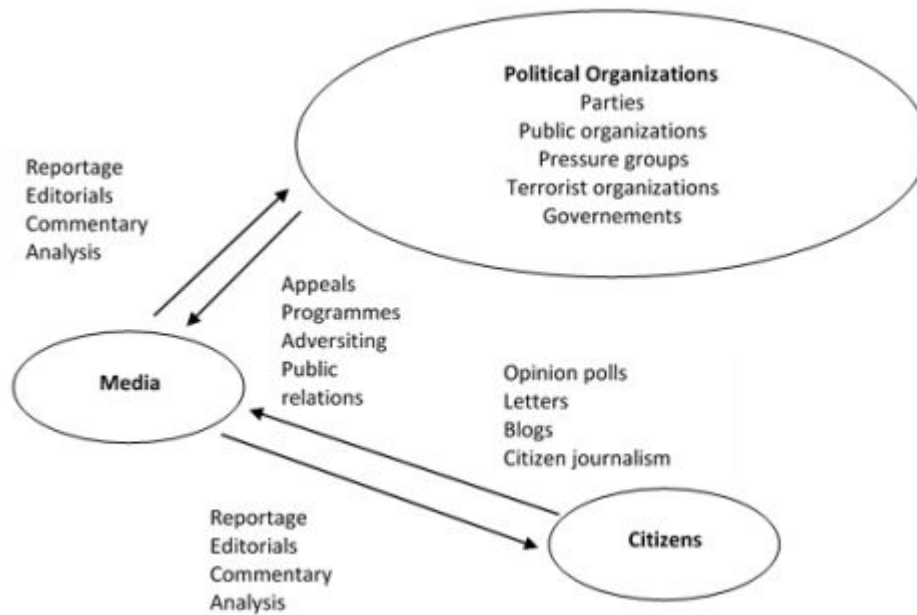 Political Organizations
Parties
Public organizations
Pressure groups
Terrorist organizations
Governements
Reportage
Editorials
Commentary
Analysis
Appeals
Programmes
Adversiting
Public
relations
Media
Opinion polls
Letters
Blogs
Citizen journalism
Reportage
Editorials
Commentary
Analysis
Citizens